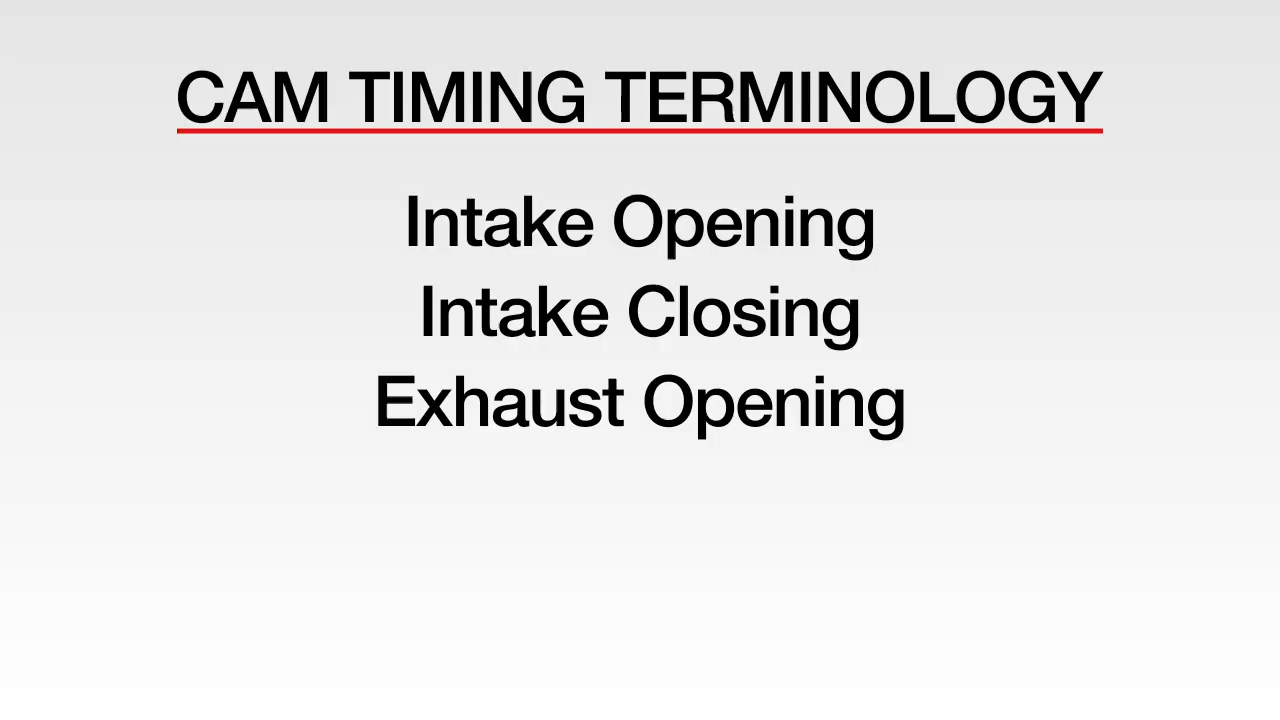 CAM TIMING TERMINOLOGY
Intake Opening
Intake Closing
Exhaust Opening